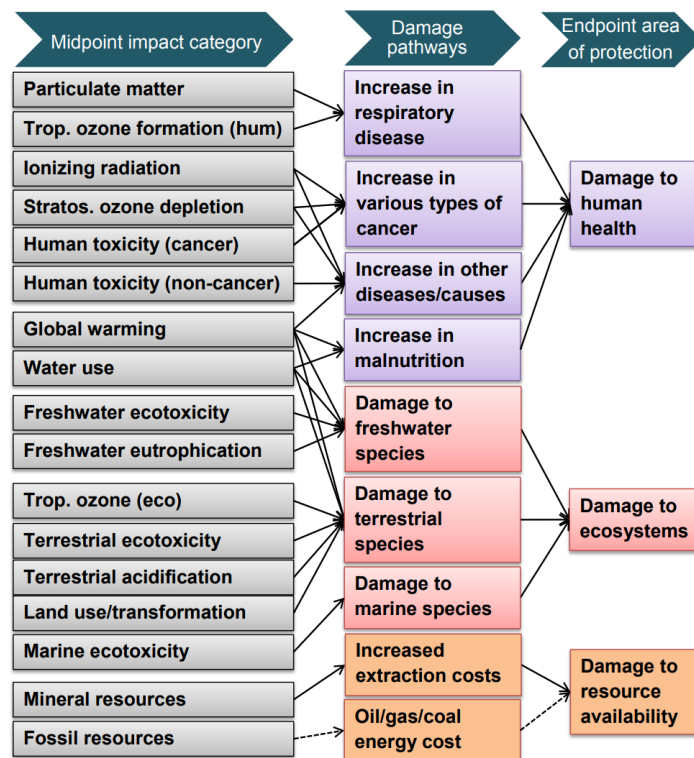 Midpoint impact category
Damage
pathways
Endpoint area
of protection
Particulate matter
Trop. ozone formation (hum)
Ionizing radiation
Stratos. ozone depletion
Human toxicity (cancer)
Human toxicity (non-cancer)
Global warming
Water use
Freshwater ecotoxicity
Freshwater eutrophication
Trop. ozone (eco)
Terrestrial ecotoxicity
Terrestrial acidification
Land use/transformation
Marine ecotoxicity
Mineral resources
Fossil resources
Increase in
respiratory
disease
Increase in
various types of
cancer
Increase in other
diseases/causes
Increase in
malnutrition
Damage to
freshwater
species
Damage to
terrestrial
species
Damage to
marine species
Increased
extraction costs
Oil/gas/coal
energy cost
Damage to
human
health
Damage to
ecosystems
Damage to
resource
availability